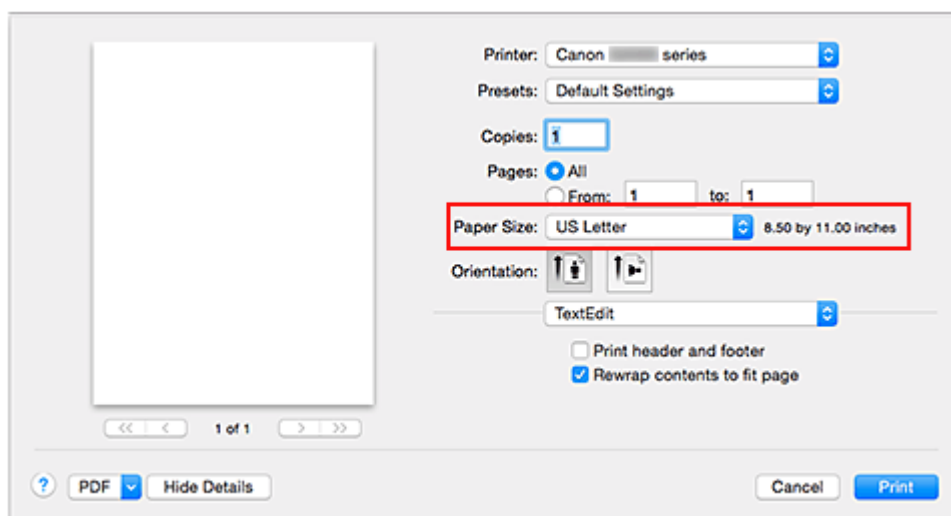 Printer: Canon series
Presets: Default Settings
Copies: 1
Pages: All
From: 1 to: 1
Paper Size: US Letter 8.50 by 11.00 inches
Orientation:
TextEdit
Print header and footer
Rewrap contents to fit page
<< < 1 of 1 > >>
? PDF Hide Details Cancel Print